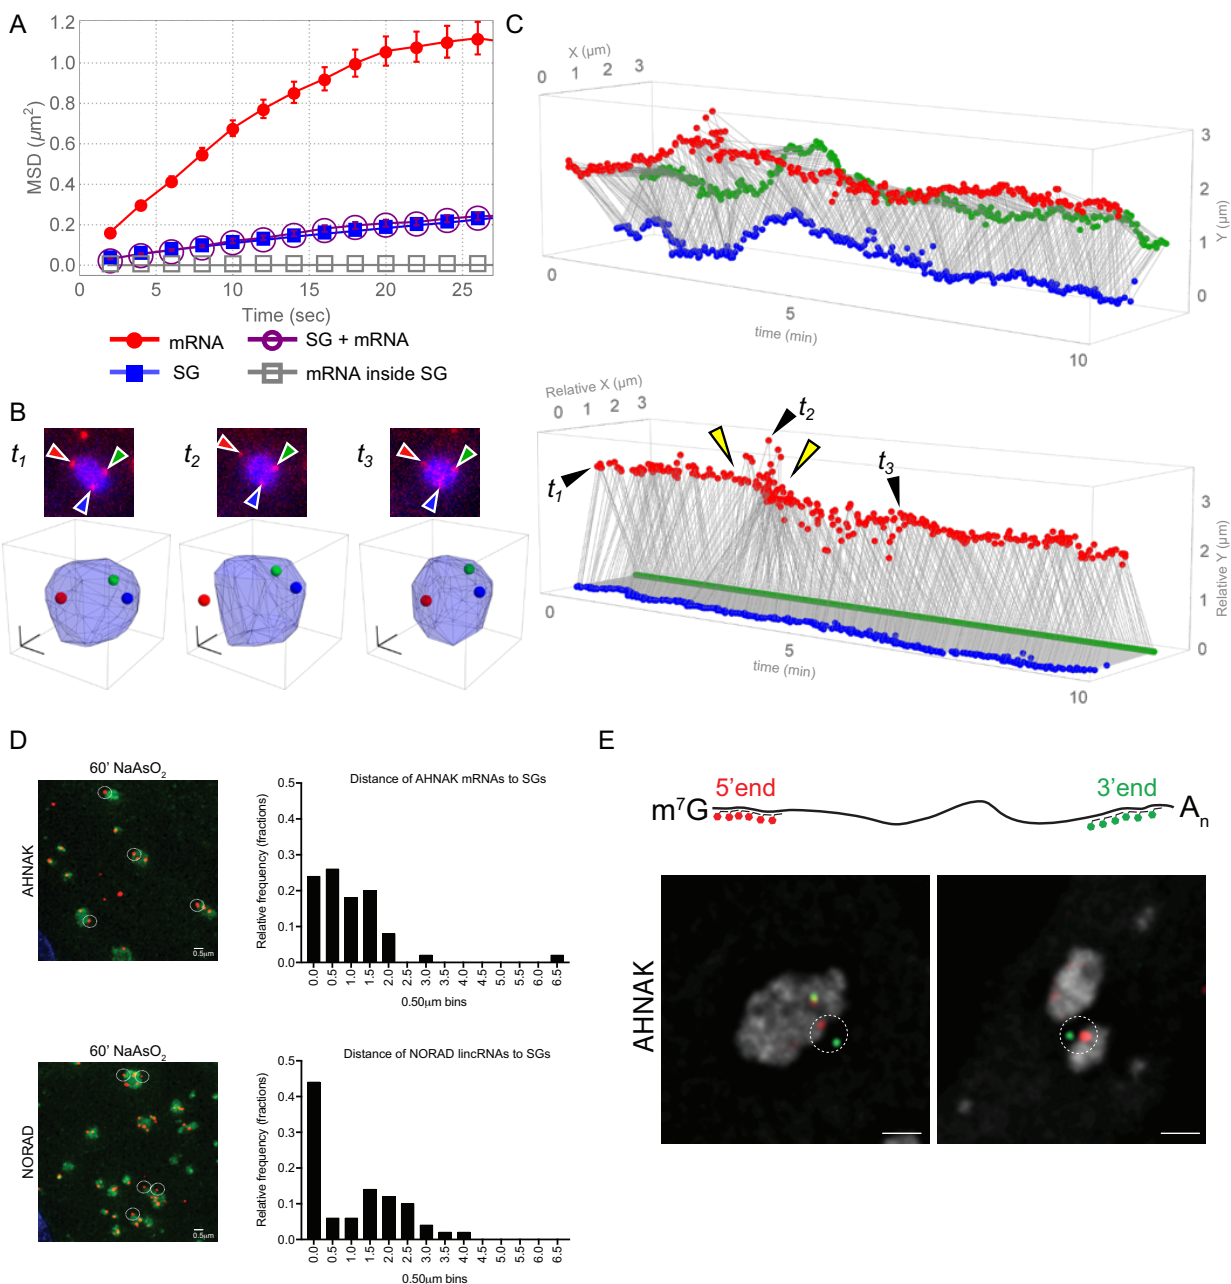 A
MSD (μm²)
1.2
1.0
0.8
0.6
0.4
0.2
0.0
0 5 10 15 20 25
Time (sec)
mRNA
SG + mRNA
SG
mRNA inside SG
B
t1
t2
t3
C
X (μm)
0 1 2 3
3
2
1
0
Y (μm)
0
5
time (min)
10
Relative X (μm)
0 1 2 3
t1
t2
t3
3
2
1
0
Relative Y (μm)
0
5
time (min)
10
D
60' NaAsO2
AHNAK
0.5μm
Distance of AHNAK mRNAs to SGs
Relative frequency (fractions)
0.5
0.4
0.3
0.2
0.1
0.0
0.0 0.5 1.0 1.5 2.0 2.5 3.0 3.5 4.0 4.5 5.0 5.5 6.0 6.5
0.50μm bins
60' NaAsO2
NORAD
0.5μm
Distance of NORAD lincRNAs to SGs
Relative frequency (fractions)
0.5
0.4
0.3
0.2
0.1
0.0
0.0 0.5 1.0 1.5 2.0 2.5 3.0 3.5 4.0 4.5 5.0 5.5 6.0 6.5
0.50μm bins
E
5'end
3'end
m⁷G
An
AHNAK